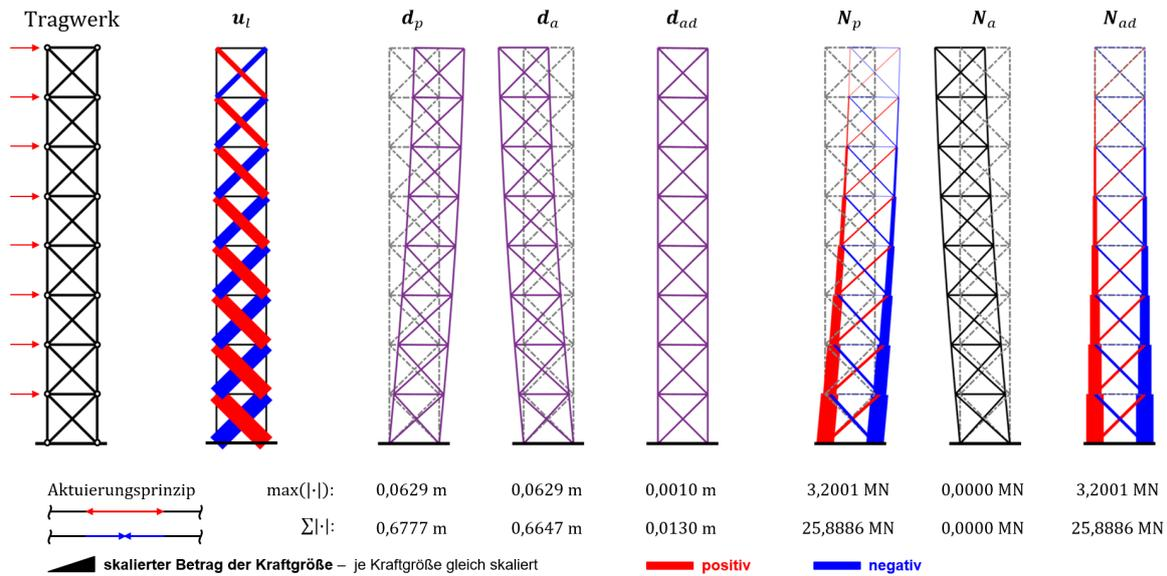 Tragwerk u_l d_p d_a d_ad N_p N_a N_ad
Aktuierungsprinzip max(|·|): 0,0629 m 0,0629 m 0,0010 m 3,2001 MN 0,0000 MN 3,2001 MN
∑|·|: 0,6777 m 0,6647 m 0,0130 m 25,8886 MN 0,0000 MN 25,8886 MN
skalierter Betrag der Kraftgröße – je Kraftgröße gleich skaliert positiv negativ